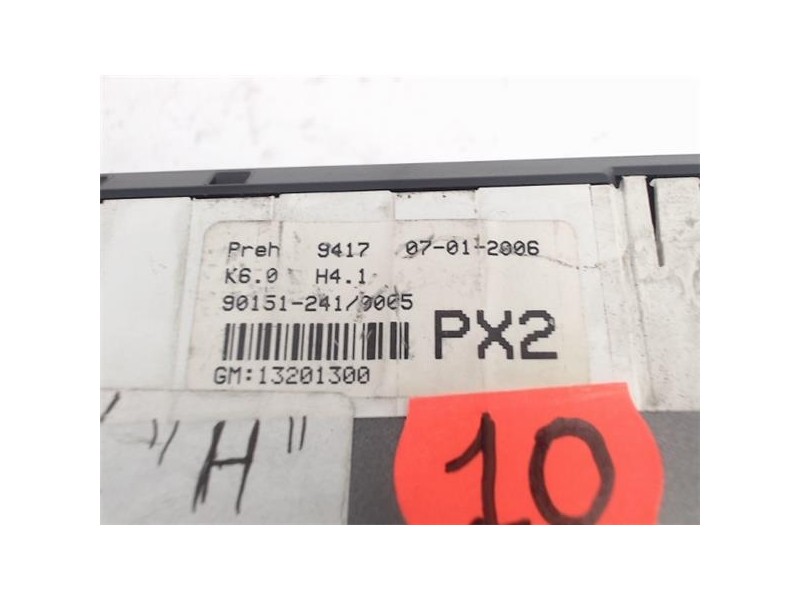 Preh 9417 07-01-2006
K6.0 H4.1
90151-241/0005
PX2
GM:13201300
"H"
10